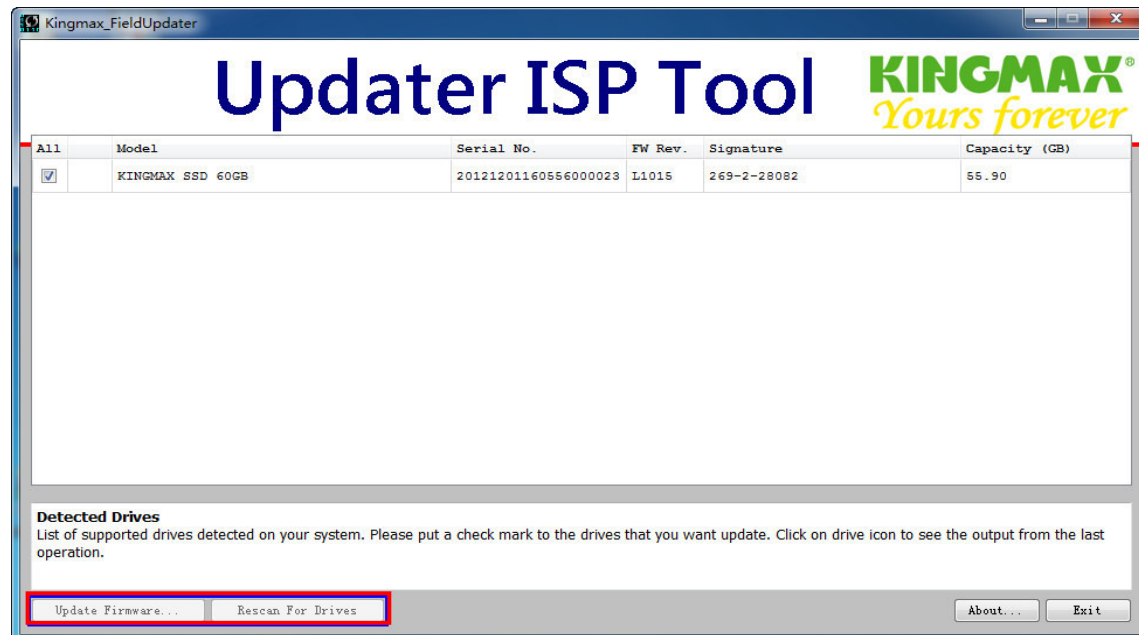 Kingmax_FieldUpdater
Updater ISP Tool
KINGMAX®
Yours forever
All Model Serial No. FW Rev. Signature Capacity (GB)
KINGMAX SSD 60GB 20121201160556000023 L1015 269-2-28082 55.90
Detected Drives
List of supported drives detected on your system. Please put a check mark to the drives that you want update. Click on drive icon to see the output from the last
operation.
Update Firmware... Rescan For Drives About... Exit